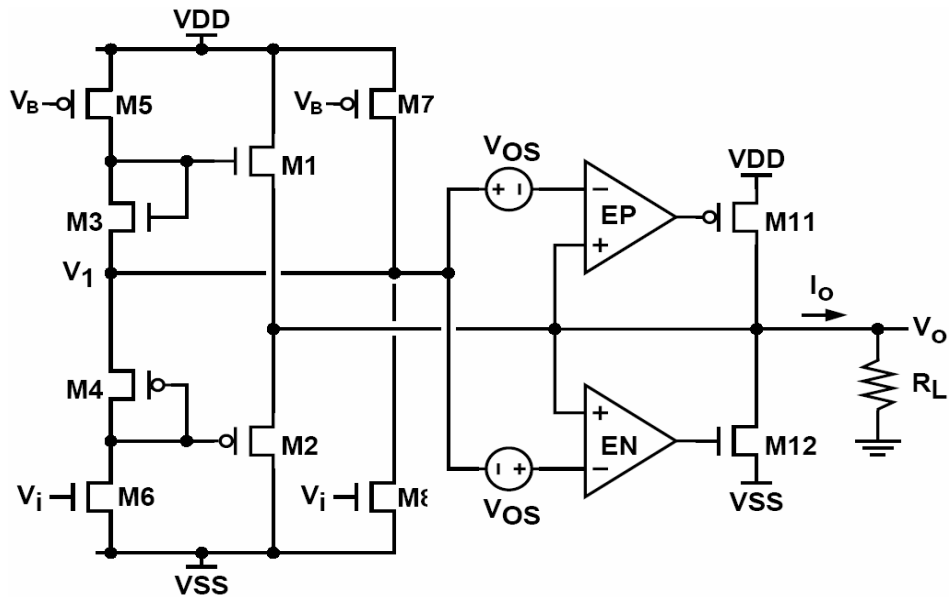 VDD
VB
M5
VB
M7
M1
VOS
+ −
−
EP
+
VDD
M11
M3
V1
Io
Vo
RL
M4
M2
+
EN
−
M12
VSS
Vi
M6
Vi
− +
VOS
VSS